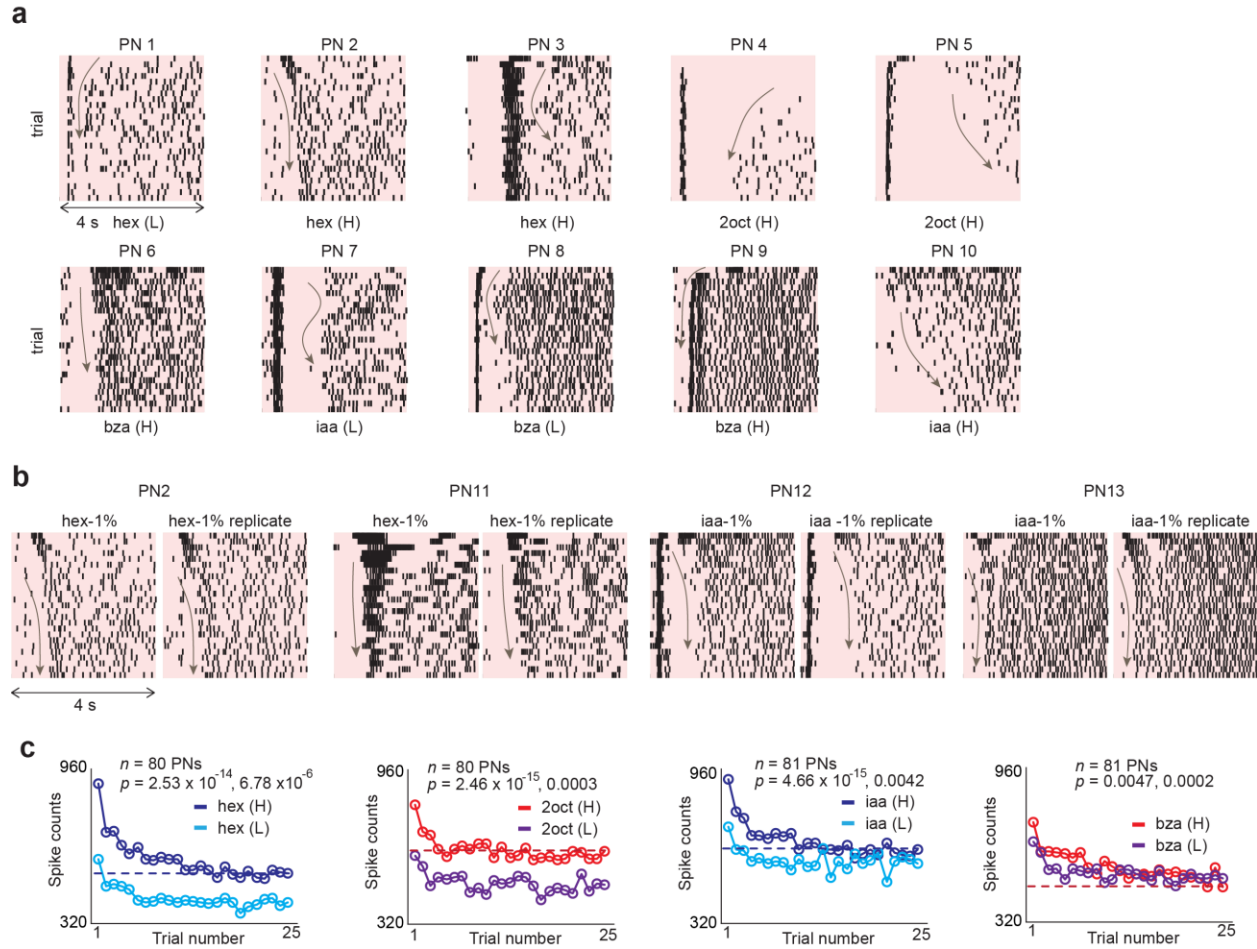 a
PN 1 PN 2 PN 3 PN 4 PN 5
trial
4 s hex (L) hex (H) hex (H) 2oct (H) 2oct (H)
PN 6 PN 7 PN 8 PN 9 PN 10
trial
bza (H) iaa (L) bza (L) bza (H) iaa (H)
b
PN2 PN11 PN12 PN13
hex-1% hex-1% replicate hex-1% hex-1% replicate iaa-1% iaa -1% replicate iaa-1% iaa-1% replicate
4 s
c
960
n = 80 PNs
p = 2.53 x 10⁻¹⁴, 6.78 x10⁻⁶
hex (H)
hex (L)
Spike counts
320
1 Trial number 25
960
n = 80 PNs
p = 2.46 x 10⁻¹⁵, 0.0003
2oct (H)
2oct (L)
Spike counts
320
1 Trial number 25
960
n = 81 PNs
p = 4.66 x 10⁻¹⁵, 0.0042
iaa (H)
iaa (L)
Spike counts
320
1 Trial number 25
960
n = 81 PNs
p = 0.0047, 0.0002
bza (H)
bza (L)
Spike counts
320
1 Trial number 25